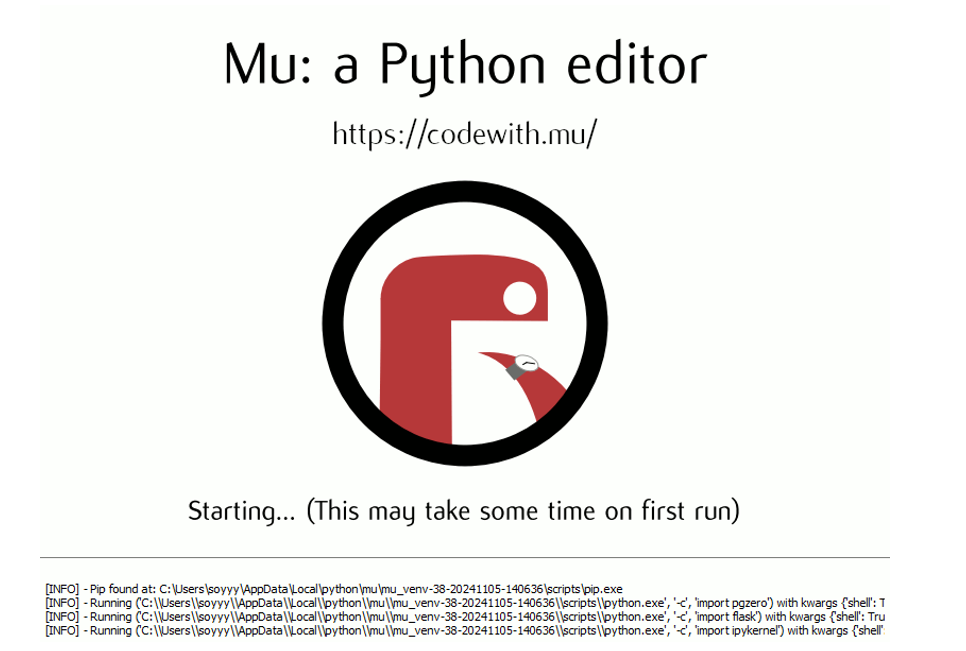 Mu: a Python editor
https://codewith.mu/
Starting... (This may take some time on first run)
[INFO] - Pip found at: C:\Users\soyyy\AppData\Local\python\mu\mu_venv-38-20241105-140636\scripts\pip.exe
[INFO] - Running ('C:\\Users\\soyyy\\AppData\\Local\\python\\mu\\mu_venv-38-20241105-140636\\scripts\\python.exe', '-c', 'import pgzero') with kwargs {'shell': T
[INFO] - Running ('C:\\Users\\soyyy\\AppData\\Local\\python\\mu\\mu_venv-38-20241105-140636\\scripts\\python.exe', '-c', 'import flask') with kwargs {'shell': Tru
[INFO] - Running ('C:\\Users\\soyyy\\AppData\\Local\\python\\mu\\mu_venv-38-20241105-140636\\scripts\\python.exe', '-c', 'import ipykernel') with kwargs {'shell'